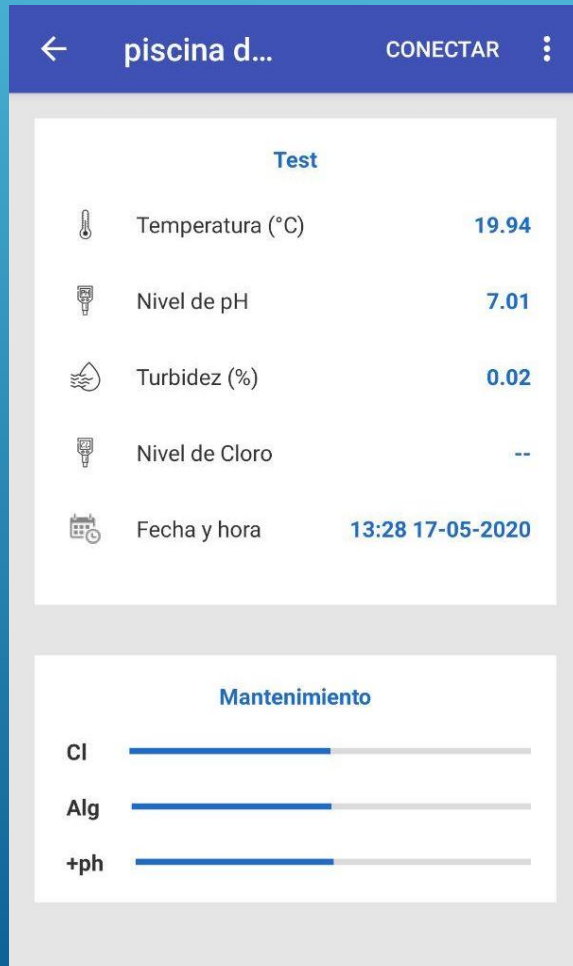 piscina d... CONECTAR
Test
Temperatura (°C) 19.94
Nivel de pH 7.01
Turbidez (%) 0.02
Nivel de Cloro --
Fecha y hora 13:28 17-05-2020
Mantenimiento
Cl
Alg
+ph